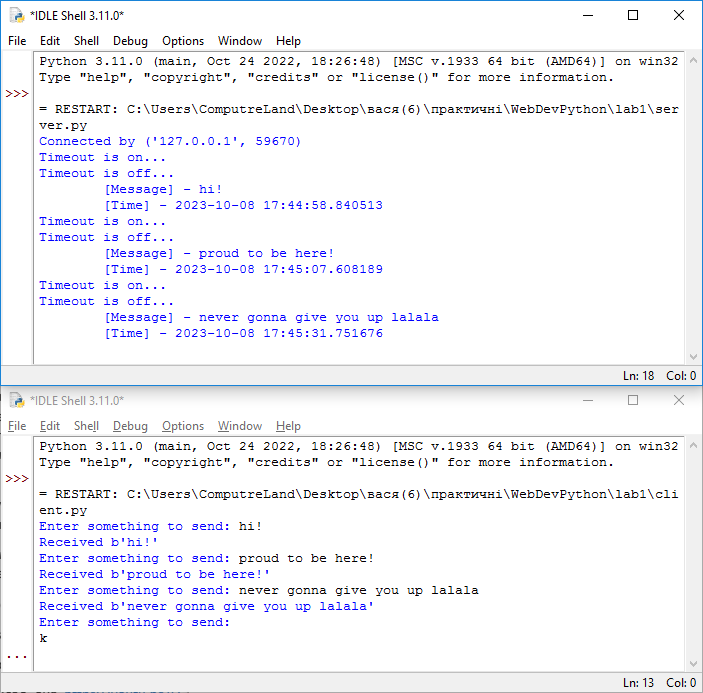 *IDLE Shell 3.11.0*
File Edit Shell Debug Options Window Help
Python 3.11.0 (main, Oct 24 2022, 18:26:48) [MSC v.1933 64 bit (AMD64)] on win32
Type "help", "copyright", "credits" or "license()" for more information.
>>>
= RESTART: C:\Users\ComputreLand\Desktop\вася(6)\практичні\WebDevPython\lab1\ser
ver.py
Connected by ('127.0.0.1', 59670)
Timeout is on...
Timeout is off...
[Message] - hi!
[Time] - 2023-10-08 17:44:58.840513
Timeout is on...
Timeout is off...
[Message] - proud to be here!
[Time] - 2023-10-08 17:45:07.608189
Timeout is on...
Timeout is off...
[Message] - never gonna give you up lalala
[Time] - 2023-10-08 17:45:31.751676
Ln: 18 Col: 0
*IDLE Shell 3.11.0*
File Edit Shell Debug Options Window Help
Python 3.11.0 (main, Oct 24 2022, 18:26:48) [MSC v.1933 64 bit (AMD64)] on win32
Type "help", "copyright", "credits" or "license()" for more information.
>>>
= RESTART: C:\Users\ComputreLand\Desktop\вася(6)\практичні\WebDevPython\lab1\cli
ent.py
Enter something to send: hi!
Received b'hi!'
Enter something to send: proud to be here!
Received b'proud to be here!'
Enter something to send: never gonna give you up lalala
Received b'never gonna give you up lalala'
Enter something to send:
k
...
Ln: 13 Col: 0